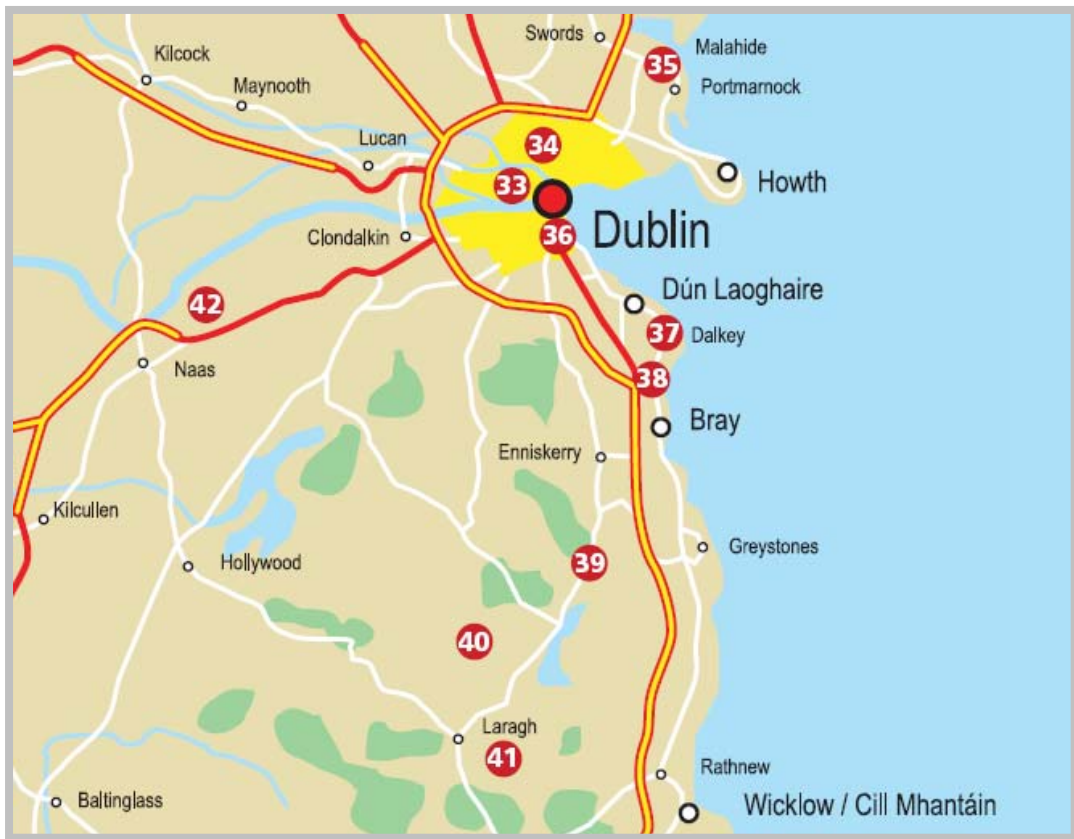 Swords
Malahide
Kilcock
35
Maynooth
Portmarnock
Lucan
34
33
Howth
Clondalkin
36
Dublin
Dún Laoghaire
42
37
Dalkey
Naas
38
Bray
Enniskerry
Kilcullen
Greystones
Hollywood
39
40
Laragh
41
Rathnew
Baltinglass
Wicklow / Cill Mhantáin